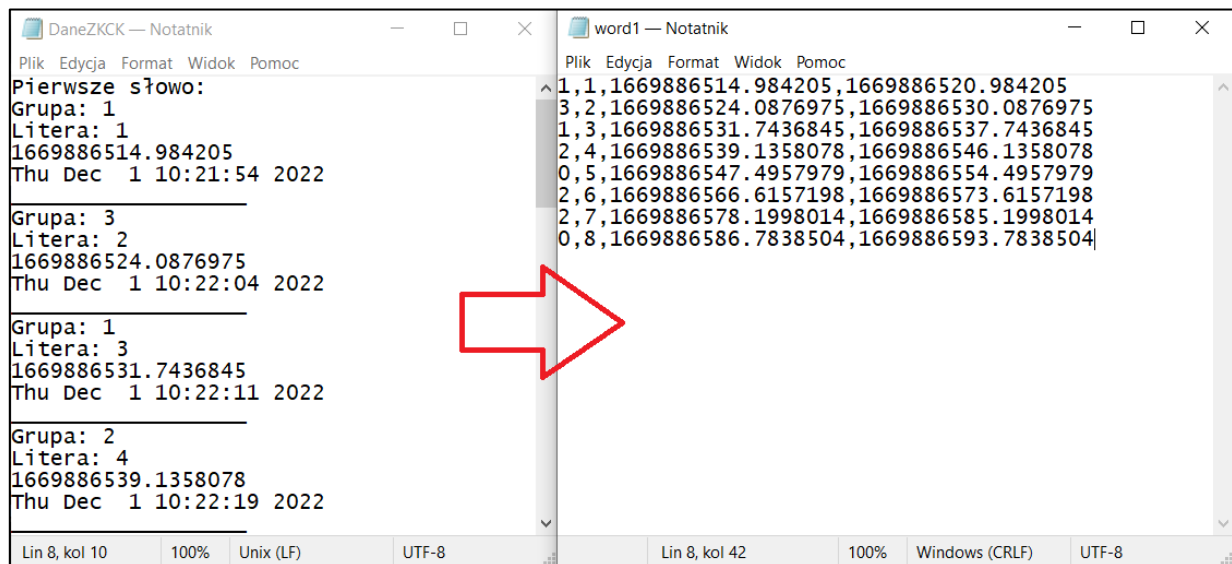 DaneZKCK — Notatnik
Plik Edycja Format Widok Pomoc
Pierwsze słowo:
Grupa: 1
Litera: 1
1669886514.984205
Thu Dec  1 10:21:54 2022
____________________
Grupa: 3
Litera: 2
1669886524.0876975
Thu Dec  1 10:22:04 2022
____________________
Grupa: 1
Litera: 3
1669886531.7436845
Thu Dec  1 10:22:11 2022
____________________
Grupa: 2
Litera: 4
1669886539.1358078
Thu Dec  1 10:22:19 2022
____________________
Lin 8, kol 10 100% Unix (LF) UTF-8
word1 — Notatnik
Plik Edycja Format Widok Pomoc
1,1,1669886514.984205,1669886520.984205
3,2,1669886524.0876975,1669886530.0876975
1,3,1669886531.7436845,1669886537.7436845
2,4,1669886539.1358078,1669886546.1358078
0,5,1669886547.4957979,1669886554.4957979
2,6,1669886566.6157198,1669886573.6157198
2,7,1669886578.1998014,1669886585.1998014
0,8,1669886586.7838504,1669886593.7838504
Lin 8, kol 42 100% Windows (CRLF) UTF-8